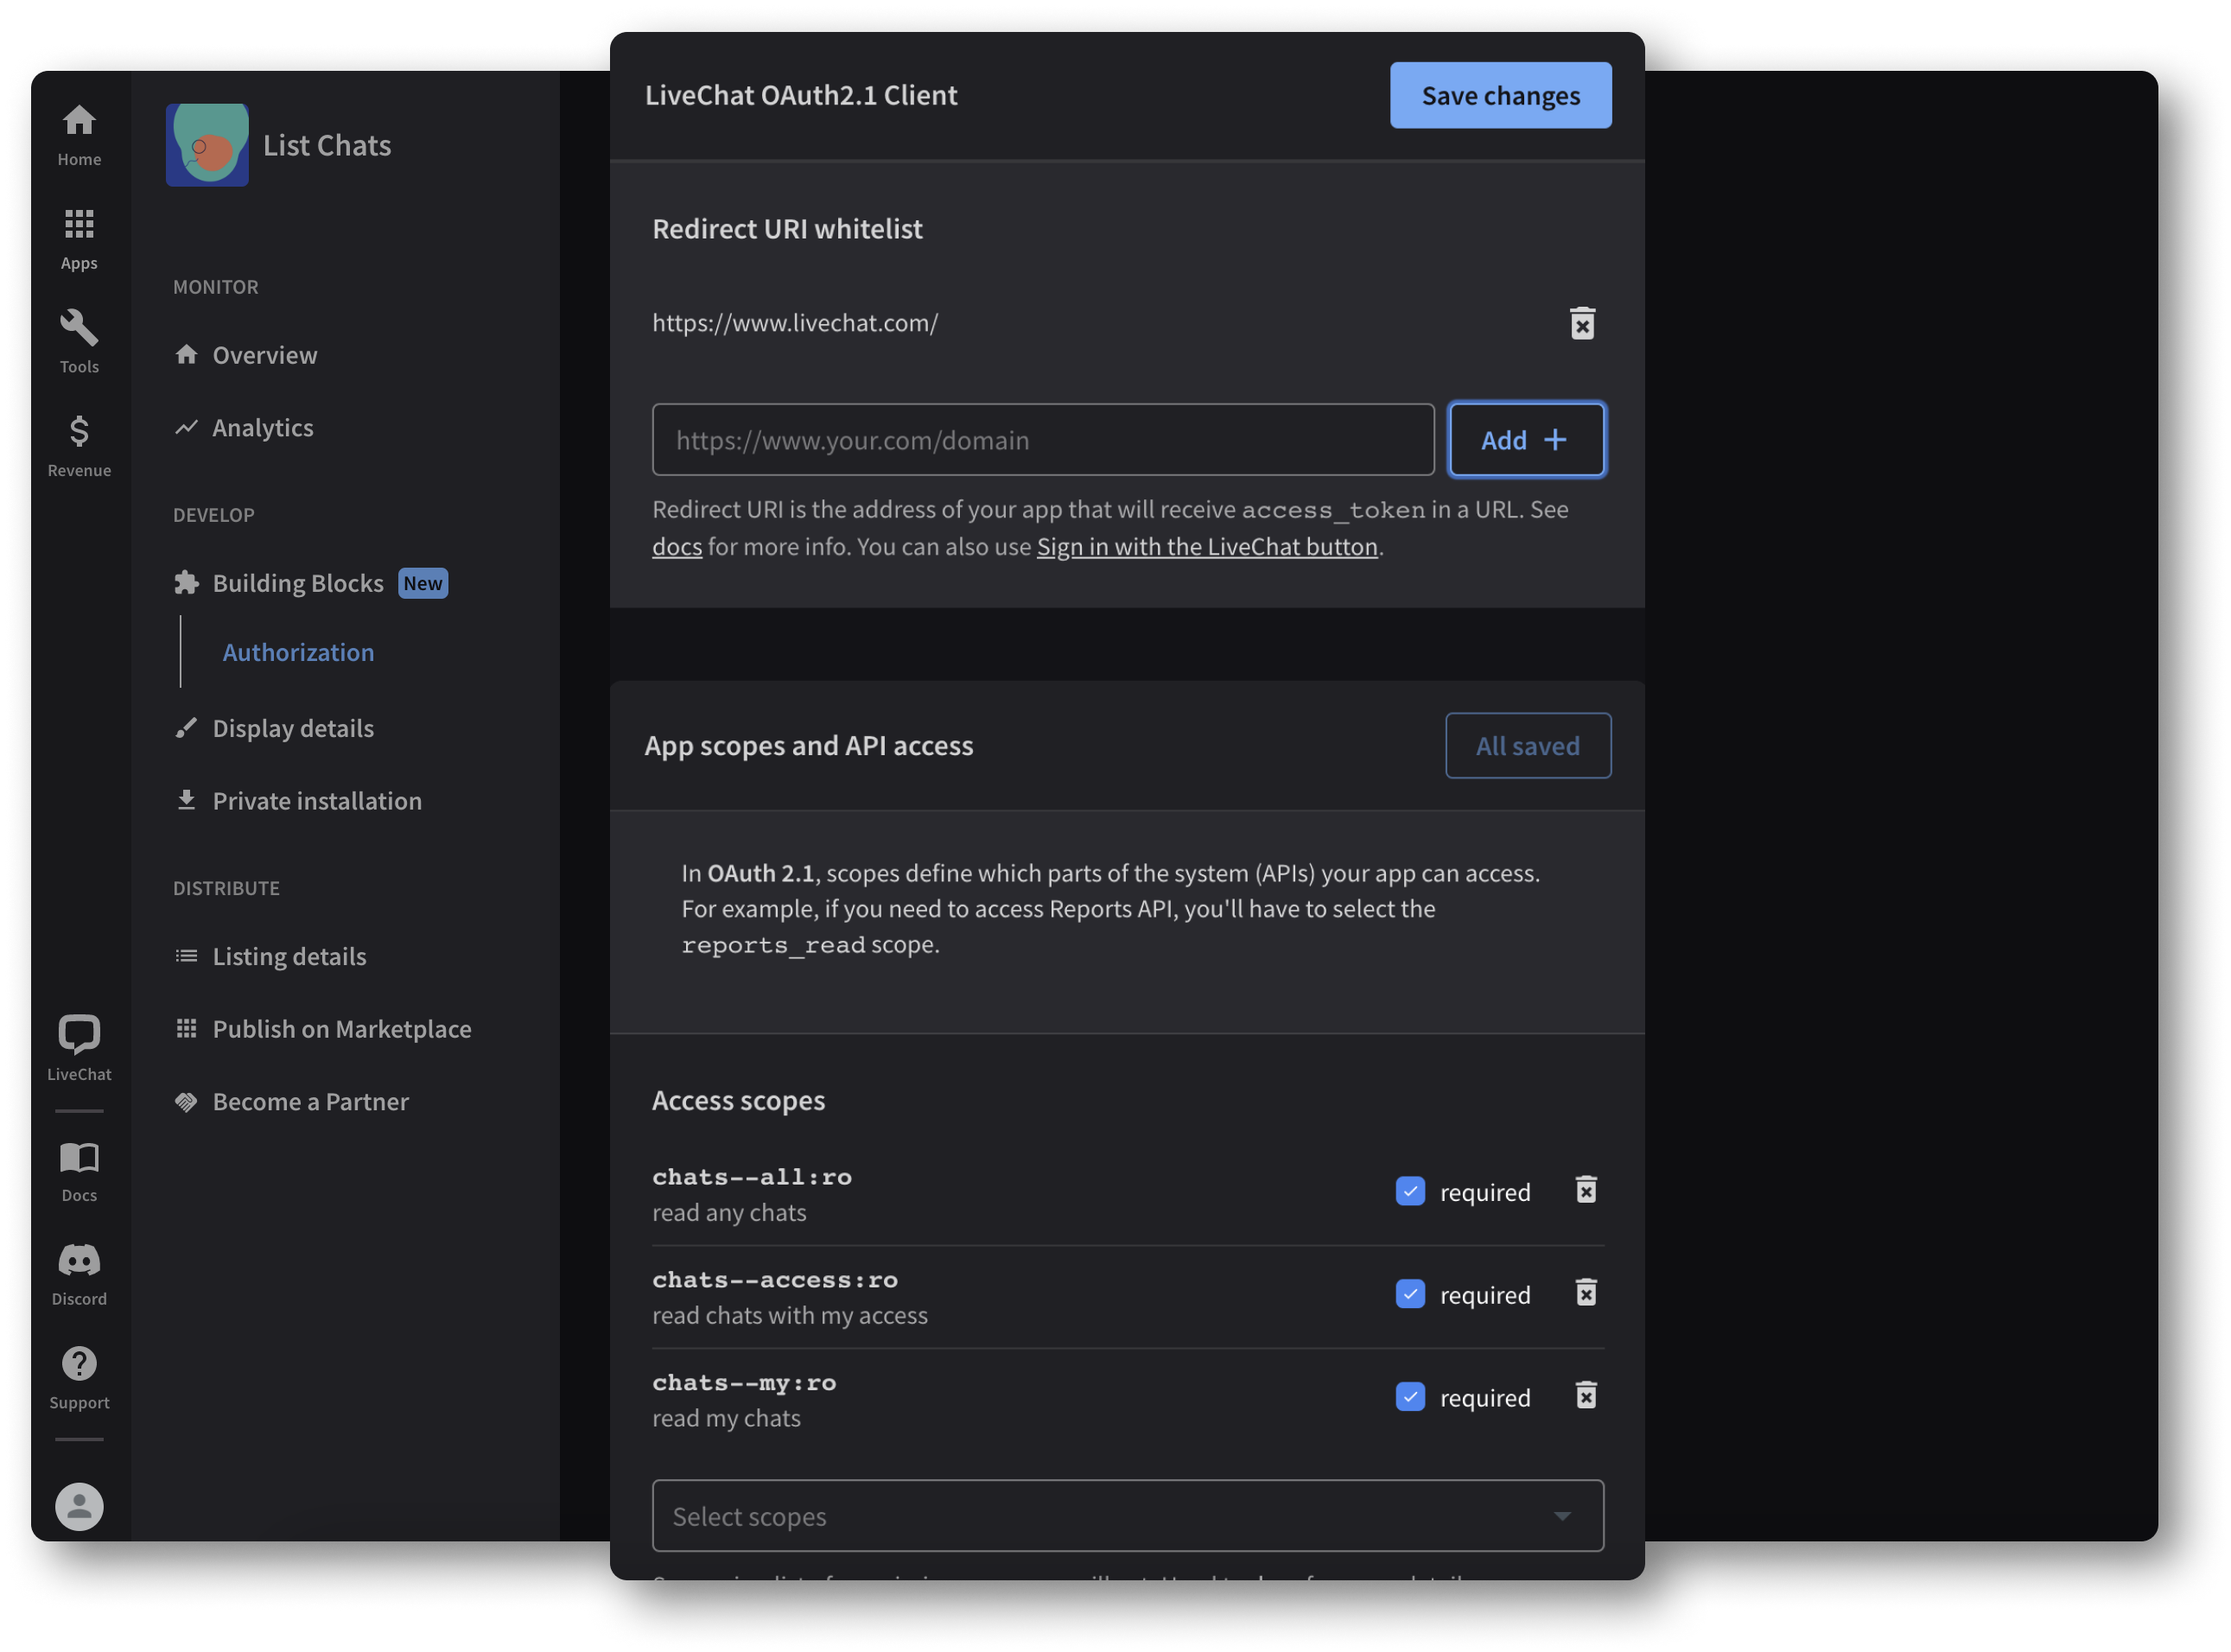 Home
Apps
Tools
Revenue
LiveChat
Docs
Discord
Support
List Chats
MONITOR
Overview
Analytics
DEVELOP
Building Blocks New
Authorization
Display details
Private installation
DISTRIBUTE
Listing details
Publish on Marketplace
Become a Partner
LiveChat OAuth2.1 Client
Save changes
Redirect URI whitelist
https://www.livechat.com/
https://www.your.com/domain
Add +
Redirect URI is the address of your app that will receive access_token in a URL. See
docs for more info. You can also use Sign in with the LiveChat button.
App scopes and API access
All saved
In OAuth 2.1, scopes define which parts of the system (APIs) your app can access.
For example, if you need to access Reports API, you'll have to select the
reports_read scope.
Access scopes
chats--all:ro
read any chats
required
chats--access:ro
read chats with my access
required
chats--my:ro
read my chats
required
Select scopes